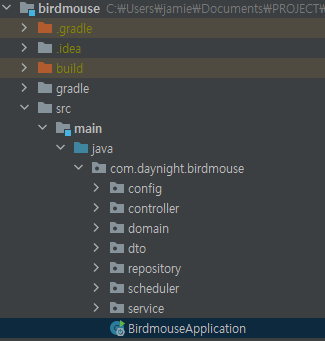 birdmouse C:₩Users₩jamie₩Documents₩PROJECT₩
.gradle
.idea
build
gradle
src
main
java
com.daynight.birdmouse
config
controller
domain
dto
repository
scheduler
service
BirdmouseApplication